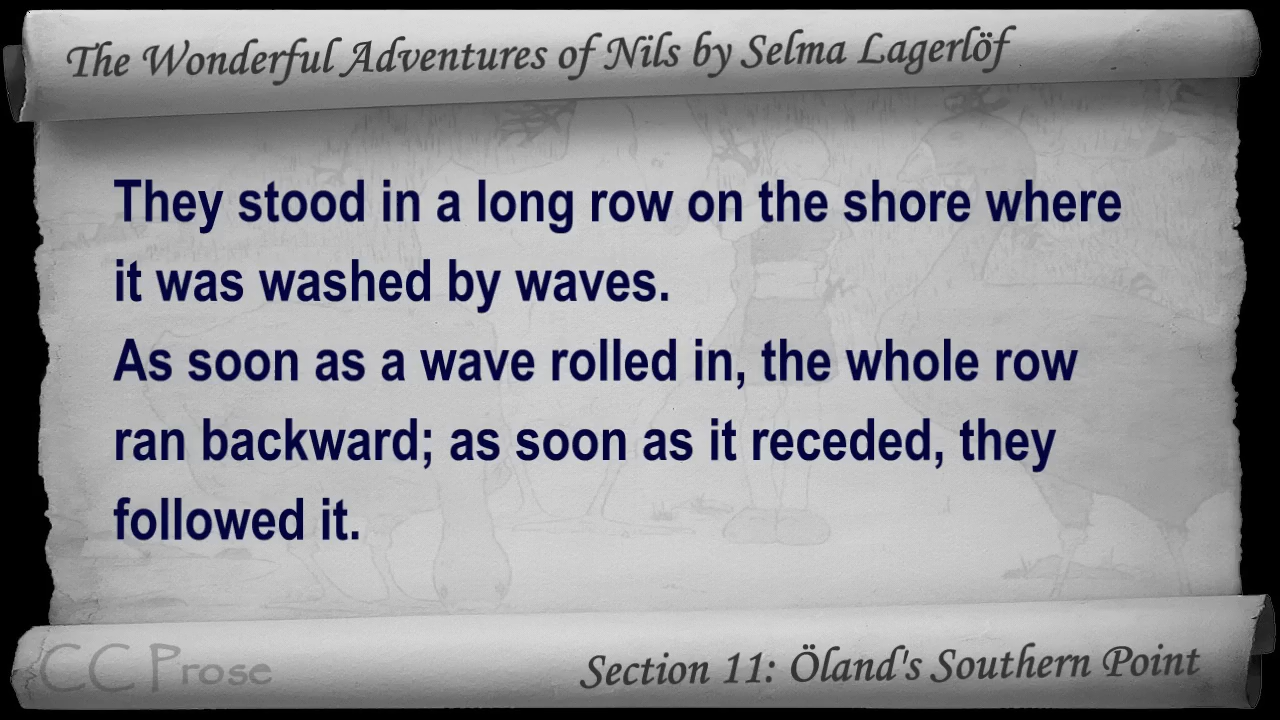 The Wonderful Adventures of Nils by Selma Lagerlöf
They stood in a long row on the shore where
it was washed by waves.
As soon as a wave rolled in, the whole row
ran backward; as soon as it receded, they
followed it.
CC Prose
Section 11: Öland's Southern Point